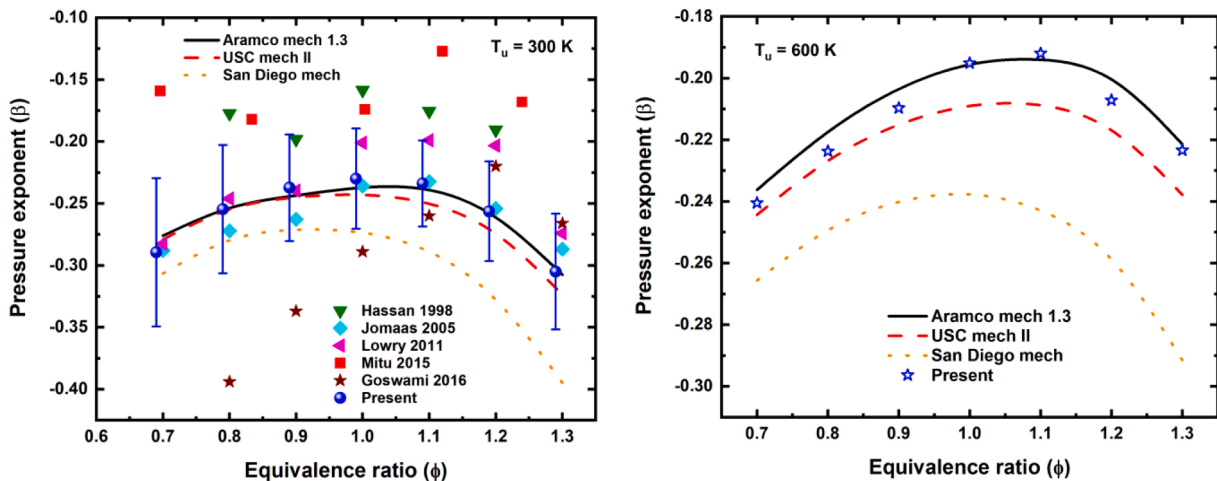 Aramco mech 1.3
USC mech II
San Diego mech
T_u = 300 K
-0.10
-0.15
-0.20
-0.25
-0.30
-0.35
-0.40
Pressure exponent (β)
Hassan 1998
Jomaas 2005
Lowry 2011
Mitu 2015
Goswami 2016
Present
0.6 0.7 0.8 0.9 1.0 1.1 1.2 1.3
Equivalence ratio (ϕ)
T_u = 600 K
-0.18
-0.20
-0.22
-0.24
-0.26
-0.28
-0.30
Pressure exponent (β)
Aramco mech 1.3
USC mech II
San Diego mech
Present
0.7 0.8 0.9 1.0 1.1 1.2 1.3
Equivalence ratio (ϕ)